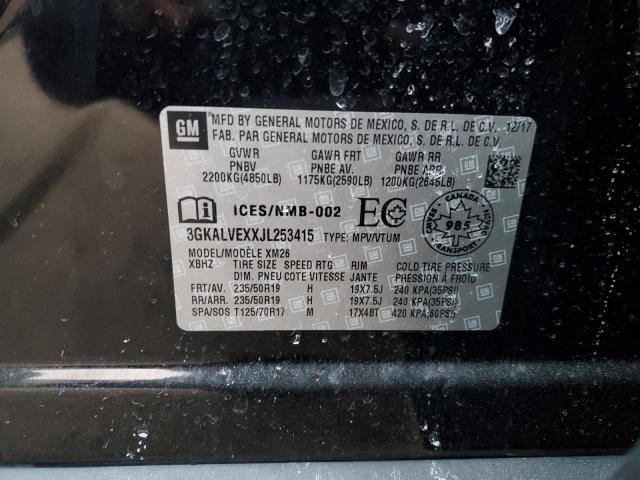 GM
MFD BY GENERAL MOTORS DE MEXICO, S. DE R.L. DE C.V. 12/17
FAB. PAR GENERAL MOTORS DE MEXICO, S. DE R.L. DE C.V.
GVWR GAWR FRT GAWR RR
PNBV PNBE AV. PNBE ARR
2200KG(4850LB) 1175KG(2590LB) 1200KG(2645LB)
ICES/NMB-002 EC
CANADA
985
TRANSPORT
3GKALVEXXJL253415 TYPE: MPV/VTUM
MODEL/MODÈLE XM26
XBHZ TIRE SIZE SPEED RTG RIM COLD TIRE PRESSURE
DIM. PNEU COTE VITESSE JANTE PRESSION A FROID
FRT/AV. 235/50R19 H 19X7.5J 240 KPA(35PSI)
RR/ARR. 235/50R19 H 19X7.5J 240 KPA(35PSI)
SPA/SOS T125/70R17 M 17X4BT 420 KPA(60PSI)